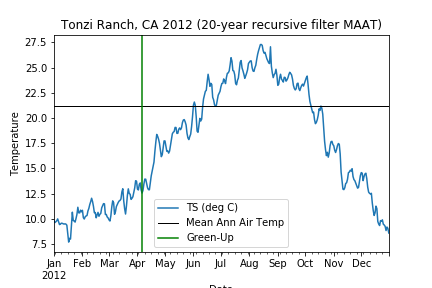 Tonzi Ranch, CA 2012 (20-year recursive filter MAAT)
27.5
25.0
22.5
20.0
17.5
15.0
12.5
10.0
7.5
Temperature
TS (deg C)
Mean Ann Air Temp
Green-Up
Jan Feb Mar Apr May Jun Jul Aug Sep Oct Nov Dec
2012
Date